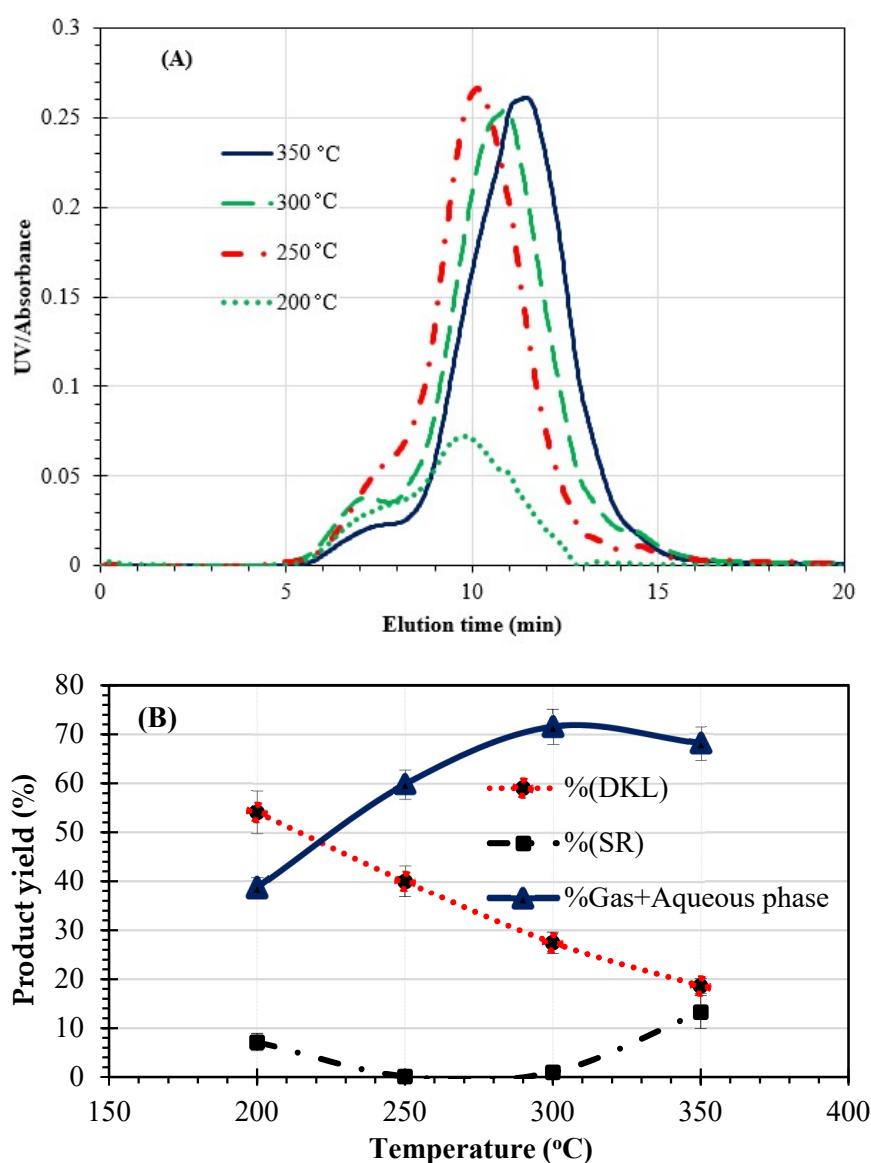 (A)
0.3
0.25
0.2
0.15
0.1
0.05
0
UV/Absorbance
350 °C
300 °C
250 °C
200 °C
0 5 10 15 20
Elution time (min)
(B)
80
70
60
50
40
30
20
10
0
Product yield (%)
%(DKL)
%(SR)
%Gas+Aqueous phase
150 200 250 300 350 400
Temperature (°C)